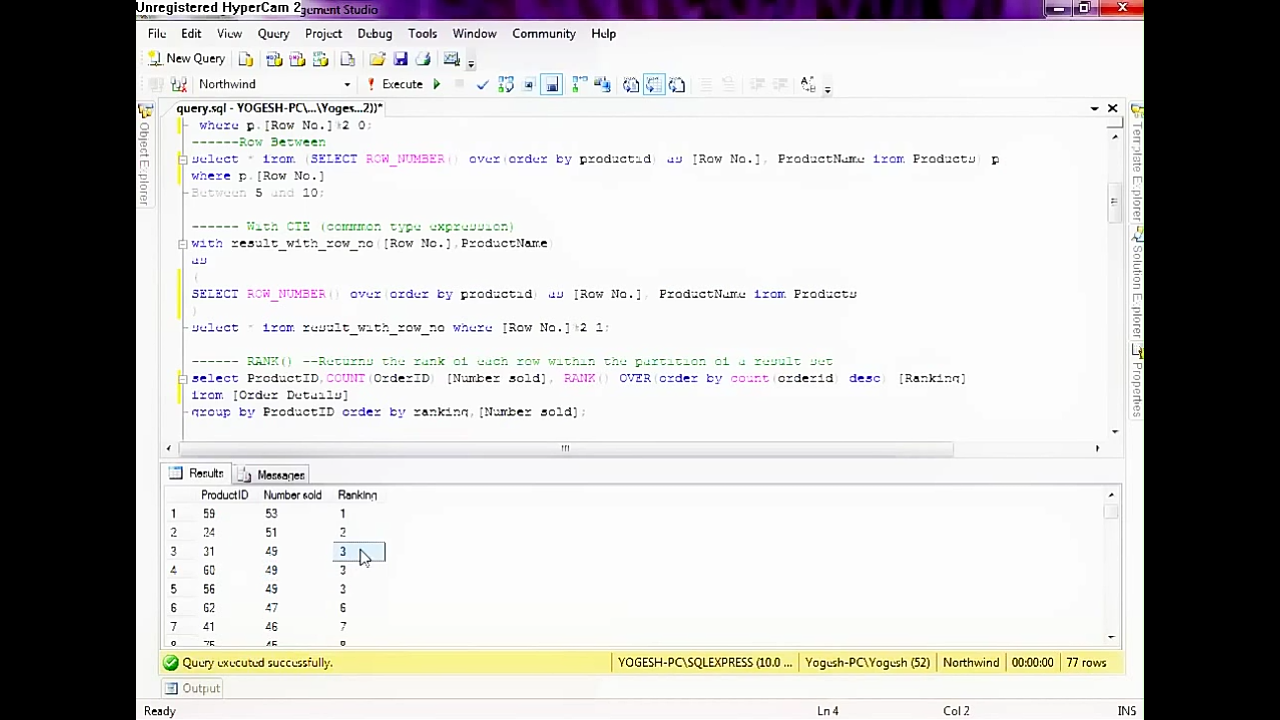 Unregistered HyperCam 2
agement Studio
File Edit View Query Project Debug Tools Window Community Help
New Query
Northwind Execute
query.sql - YOGESH-PC\...\Yoges...2))*
where p.[Row No.]%2 0;
------Row Between
select * from (SELECT ROW_NUMBER() over(order by productid) as [Row No.], ProductName from Products) p
where p.[Row No.]
Between 5 and 10;
------ With CTE (commmon type expression)
with result_with_row_no([Row No.],ProductName)
as
(
SELECT ROW_NUMBER() over(order by productid) as [Row No.], ProductName from Products
)
select * from result_with_row_no where [Row No.]%2 1;
------ RANK() --Returns the rank of each row within the partition of a result set
select ProductID,COUNT(OrderID) [Number sold], RANK() OVER(order by count(orderid) desc) [Ranking]
from [Order Details]
group by ProductID order by ranking,[Number sold];
Object Explorer
Template Explorer
Solution Explorer
Properties
Results Messages
ProductID Number sold Ranking
1 59 53 1
2 24 51 2
3 31 49 3
4 60 49 3
5 56 49 3
6 62 47 6
7 41 46 7
8 75 45 8
Query executed successfully. YOGESH-PC\SQLEXPRESS (10.0 ... Yogesh-PC\Yogesh (52) Northwind 00:00:00 77 rows
Output
Ready Ln 4 Col 2 INS